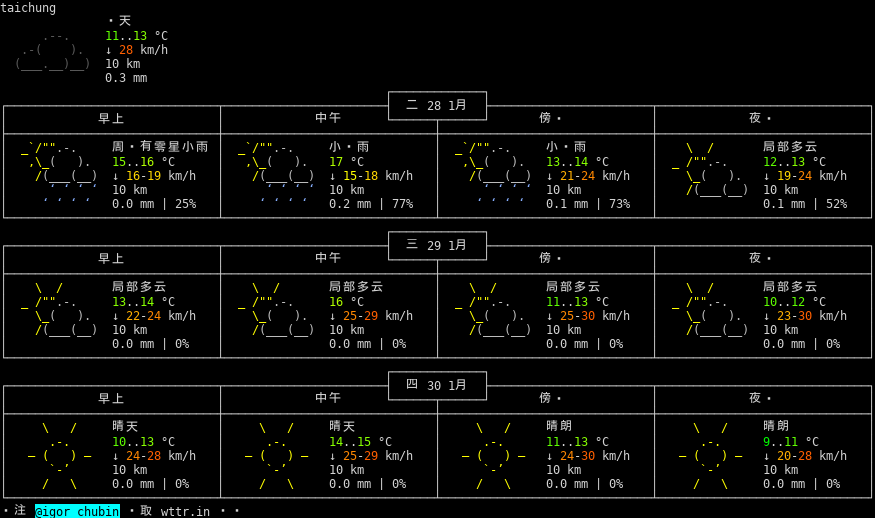 taichung
・天
11..13 °C
↓ 28 km/h
10 km
0.3 mm
二 28 1月
早上 中午 傍・ 夜・
周・有零星小雨 小・雨 小・雨 局部多云
15..16 °C 17 °C 13..14 °C 12..13 °C
↓ 16-19 km/h ↓ 15-18 km/h ↓ 21-24 km/h ↓ 19-24 km/h
10 km 10 km 10 km 10 km
0.0 mm | 25% 0.2 mm | 77% 0.1 mm | 73% 0.1 mm | 52%
三 29 1月
早上 中午 傍・ 夜・
局部多云 局部多云 局部多云 局部多云
13..14 °C 16 °C 11..13 °C 10..12 °C
↓ 22-24 km/h ↓ 25-29 km/h ↓ 25-30 km/h ↓ 23-30 km/h
10 km 10 km 10 km 10 km
0.0 mm | 0% 0.0 mm | 0% 0.0 mm | 0% 0.0 mm | 0%
四 30 1月
早上 中午 傍・ 夜・
晴天 晴天 晴朗 晴朗
10..13 °C 14..15 °C 11..13 °C 9..11 °C
↓ 24-28 km/h ↓ 25-29 km/h ↓ 24-30 km/h ↓ 20-28 km/h
10 km 10 km 10 km 10 km
0.0 mm | 0% 0.0 mm | 0% 0.0 mm | 0% 0.0 mm | 0%
・注 @igor_chubin ・取 wttr.in ・・